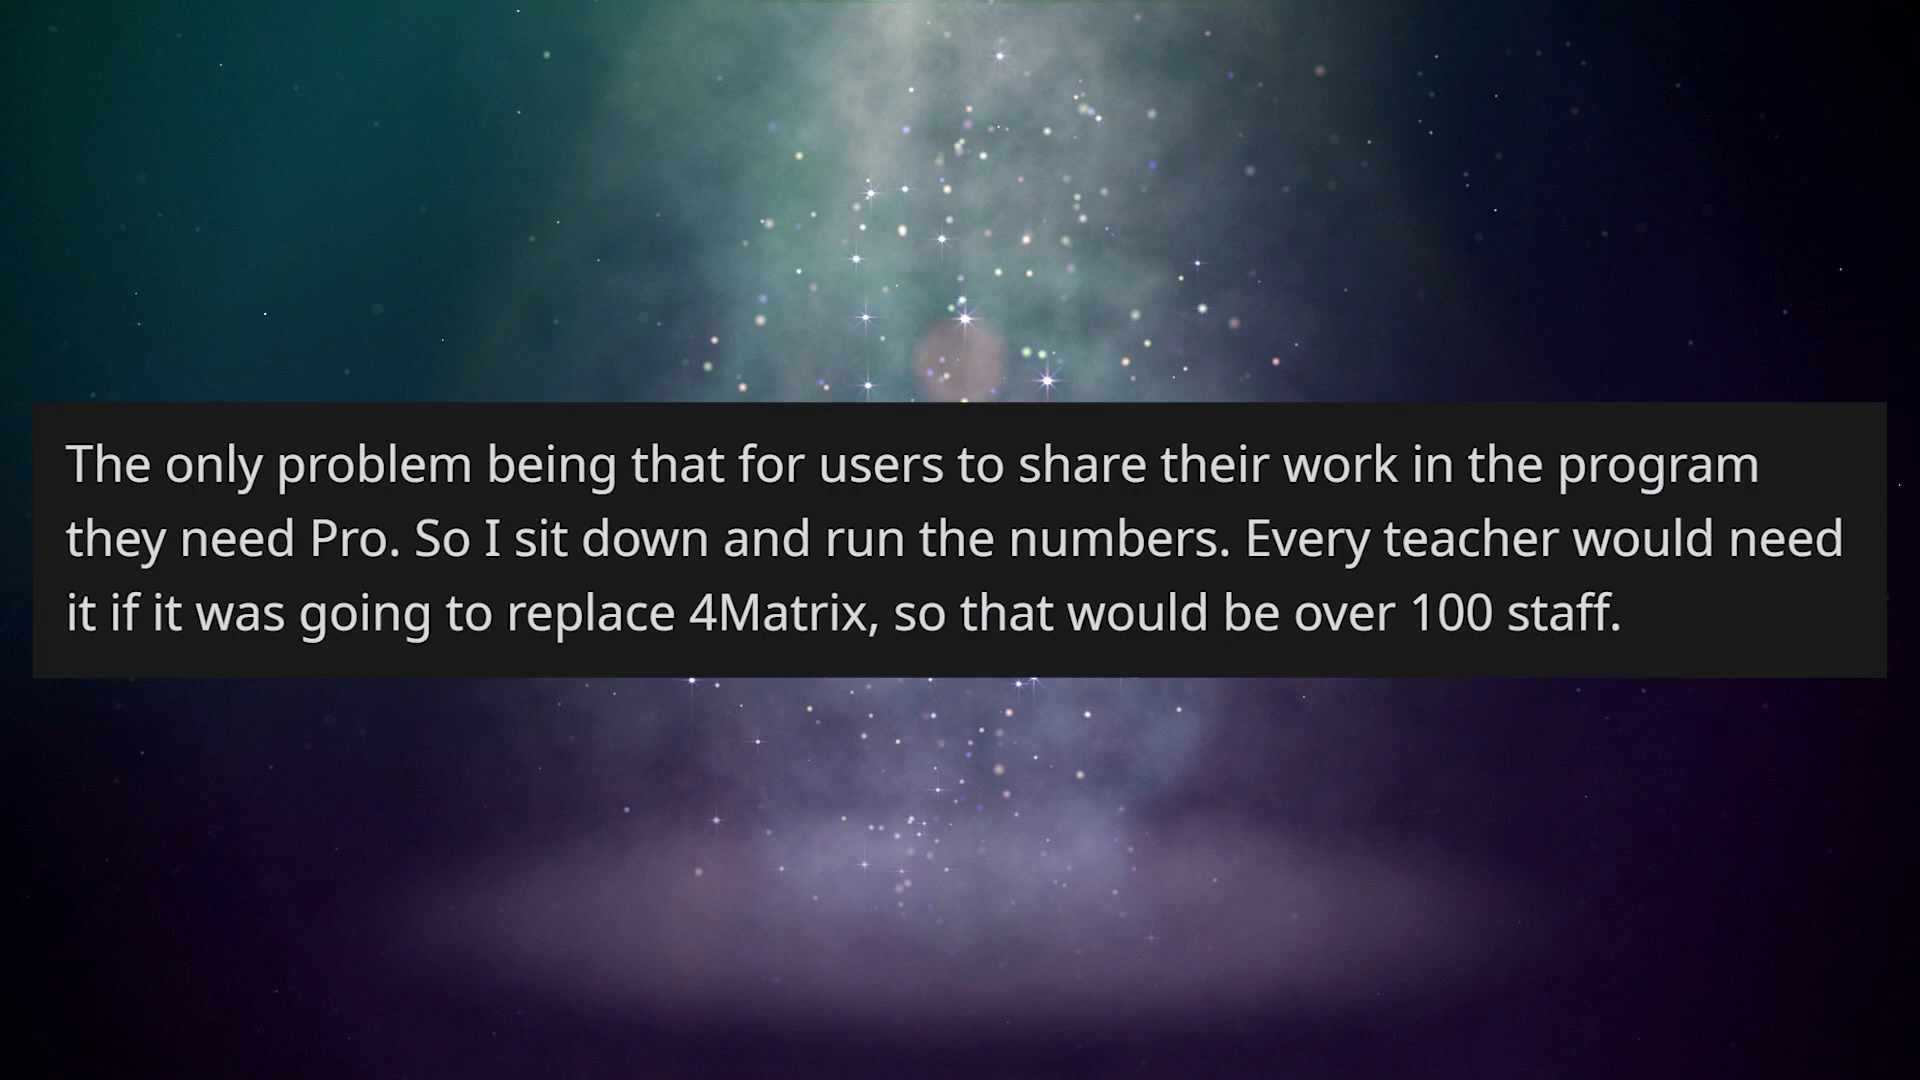 The only problem being that for users to share their work in the program
they need Pro. So I sit down and run the numbers. Every teacher would need
it if it was going to replace 4Matrix, so that would be over 100 staff.